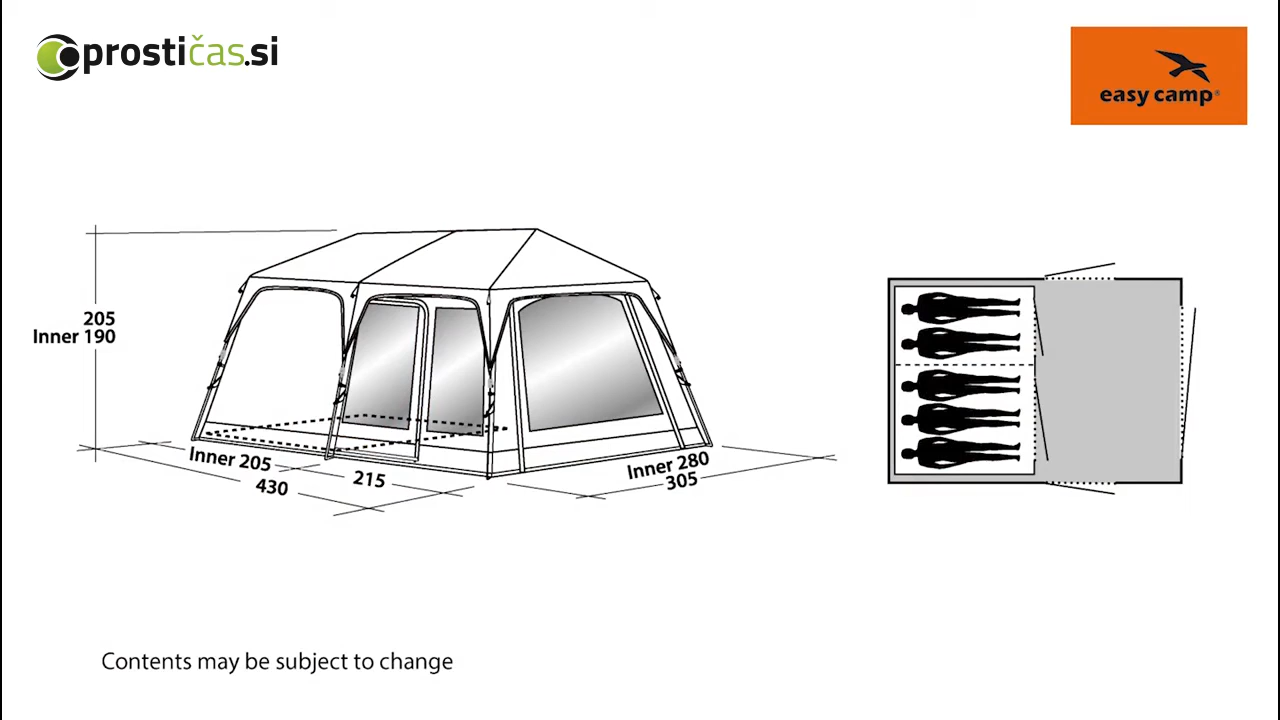 prostičas.si
easy camp®
205
Inner 190
Inner 205
215
430
Inner 280
305
Contents may be subject to change